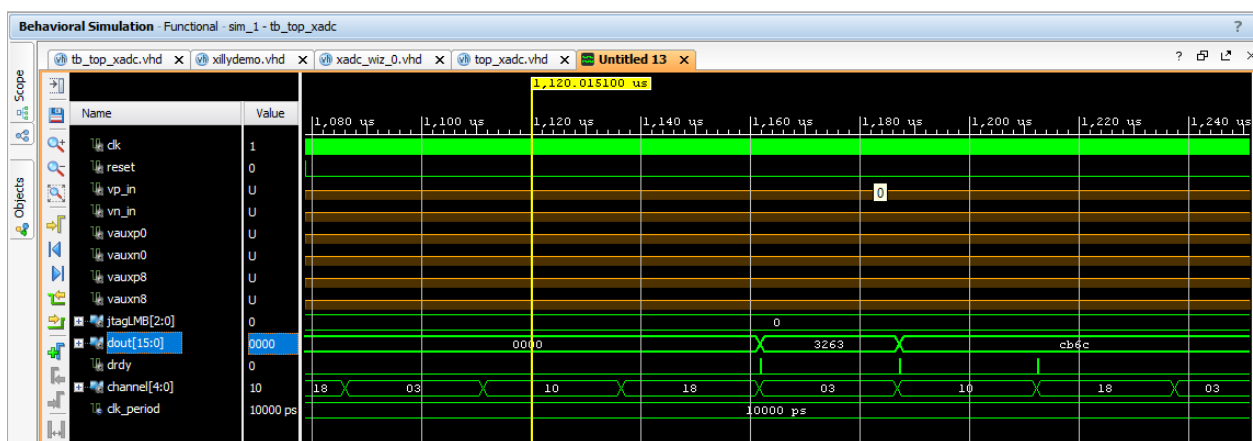 Behavioral Simulation - Functional - sim_1 - tb_top_xadc ?
tb_top_xadc.vhd x xillydemo.vhd x xadc_wiz_0.vhd x top_xadc.vhd x Untitled 13 x ?
Scope
Objects
1,120.015100 us
Name Value
1,080 us 1,100 us 1,120 us 1,140 us 1,160 us 1,180 us 1,200 us 1,220 us 1,240 us
clk 1
reset 0
vp_in U 0
vn_in U
vauxp0 U
vauxn0 U
vauxp8 U
vauxn8 U
jtagLMB[2:0] 0 0
dout[15:0] 0000 0000 3263 cb6c
drdy 0
channel[4:0] 10 18 03 10 18 03 10 18 03
clk_period 10000 ps 10000 ps